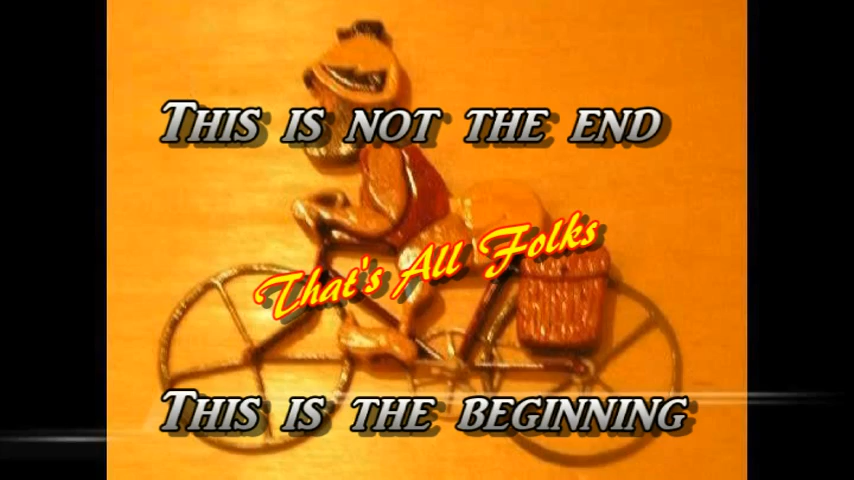 This is not the end
That's All Folks
This is the beginning